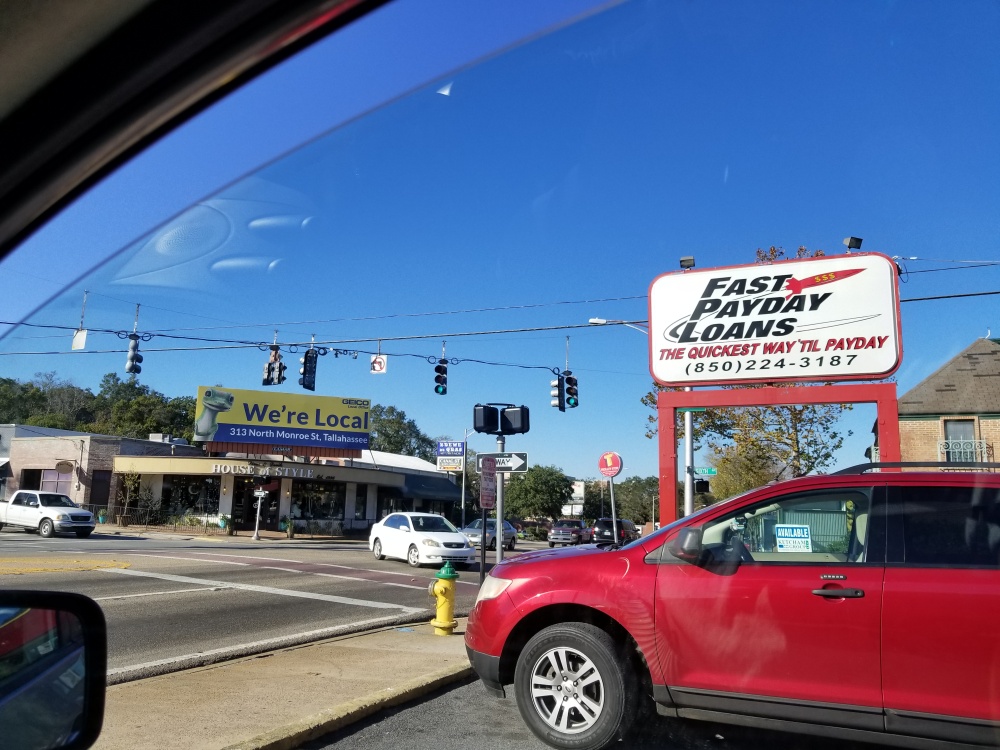 FAST
$$$
PAYDAY
LOANS
THE QUICKEST WAY 'TIL PAYDAY
(850)224-3187
GEICO
We're Local
313 North Monroe St, Tallahassee
HOUSE of STYLE
WAY
AVAILABLE
KETCHAM